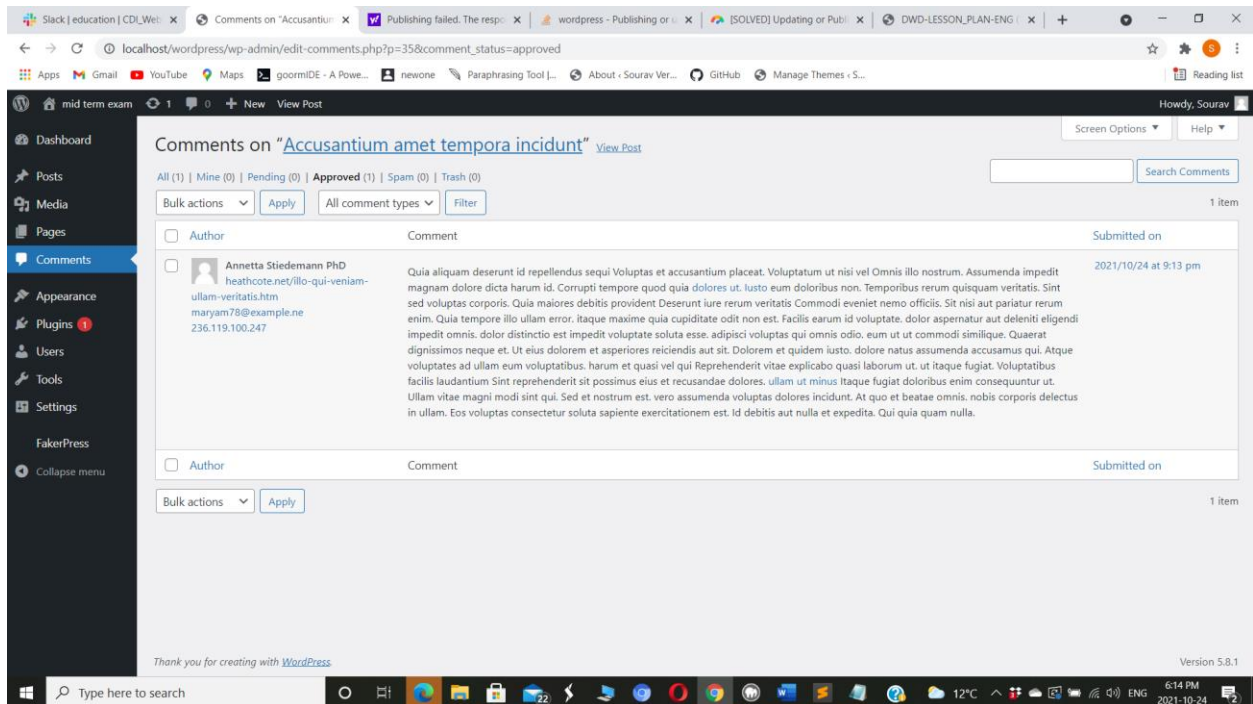 Slack | education | CDI_Web
Comments on "Accusantium
Publishing failed. The respo
wordpress - Publishing or u
[SOLVED] Updating or Publ
DWD-LESSON_PLAN-ENG (
localhost/wordpress/wp-admin/edit-comments.php?p=35&comment_status=approved
S
Apps Gmail YouTube Maps goormIDE - A Powe... newone Paraphrasing Tool |... About ‹ Sourav Ver... GitHub Manage Themes ‹ S... Reading list
mid term exam 1 0 New View Post Howdy, Sourav
Dashboard
Posts
Media
Pages
Comments
Appearance
Plugins 1
Users
Tools
Settings
FakerPress
Collapse menu
Screen Options Help
Comments on "Accusantium amet tempora incidunt" View Post
All (1) | Mine (0) | Pending (0) | Approved (1) | Spam (0) | Trash (0)
Search Comments
Bulk actions Apply All comment types Filter 1 item
Author Comment Submitted on
Annetta Stiedemann PhD
heathcote.net/illo-qui-veniam-
ullam-veritatis.htm
maryam78@example.ne
236.119.100.247
Quia aliquam deserunt id repellendus sequi Voluptas et accusantium placeat. Voluptatum ut nisi vel Omnis illo nostrum. Assumenda impedit
magnam dolore dicta harum id. Corrupti tempore quod quia dolores ut. Iusto eum doloribus non. Temporibus rerum quisquam veritatis. Sint
sed voluptas corporis. Quia maiores debitis provident Deserunt iure rerum veritatis Commodi eveniet nemo officiis. Sit nisi aut pariatur rerum
enim. Quia tempore illo ullam error. itaque maxime quia cupiditate odit non est. Facilis earum id voluptate. dolor aspernatur aut deleniti eligendi
impedit omnis. dolor distinctio est impedit voluptate soluta esse. adipisci voluptas qui omnis odio. eum ut ut commodi similique. Quaerat
dignissimos neque et. Ut eius dolorem et asperiores reiciendis aut sit. Dolorem et quidem iusto. dolore natus assumenda accusamus qui. Atque
voluptates ad ullam eum voluptatibus. harum et quasi vel qui Reprehenderit vitae explicabo quasi laborum ut. ut itaque fugiat. Voluptatibus
facilis laudantium Sint reprehenderit sit possimus eius et recusandae dolores. ullam ut minus Itaque fugiat doloribus enim consequuntur ut.
Ullam vitae magni modi sint qui. Sed et nostrum est. vero assumenda voluptas dolores incidunt. At quo et beatae omnis. nobis corporis delectus
in ullam. Eos voluptas consectetur soluta sapiente exercitationem est. Id debitis aut nulla et expedita. Qui quia quam nulla.
2021/10/24 at 9:13 pm
Author Comment Submitted on
Bulk actions Apply 1 item
Thank you for creating with WordPress. Version 5.8.1
Type here to search 22 12°C ENG 6:14 PM
2021-10-24 2